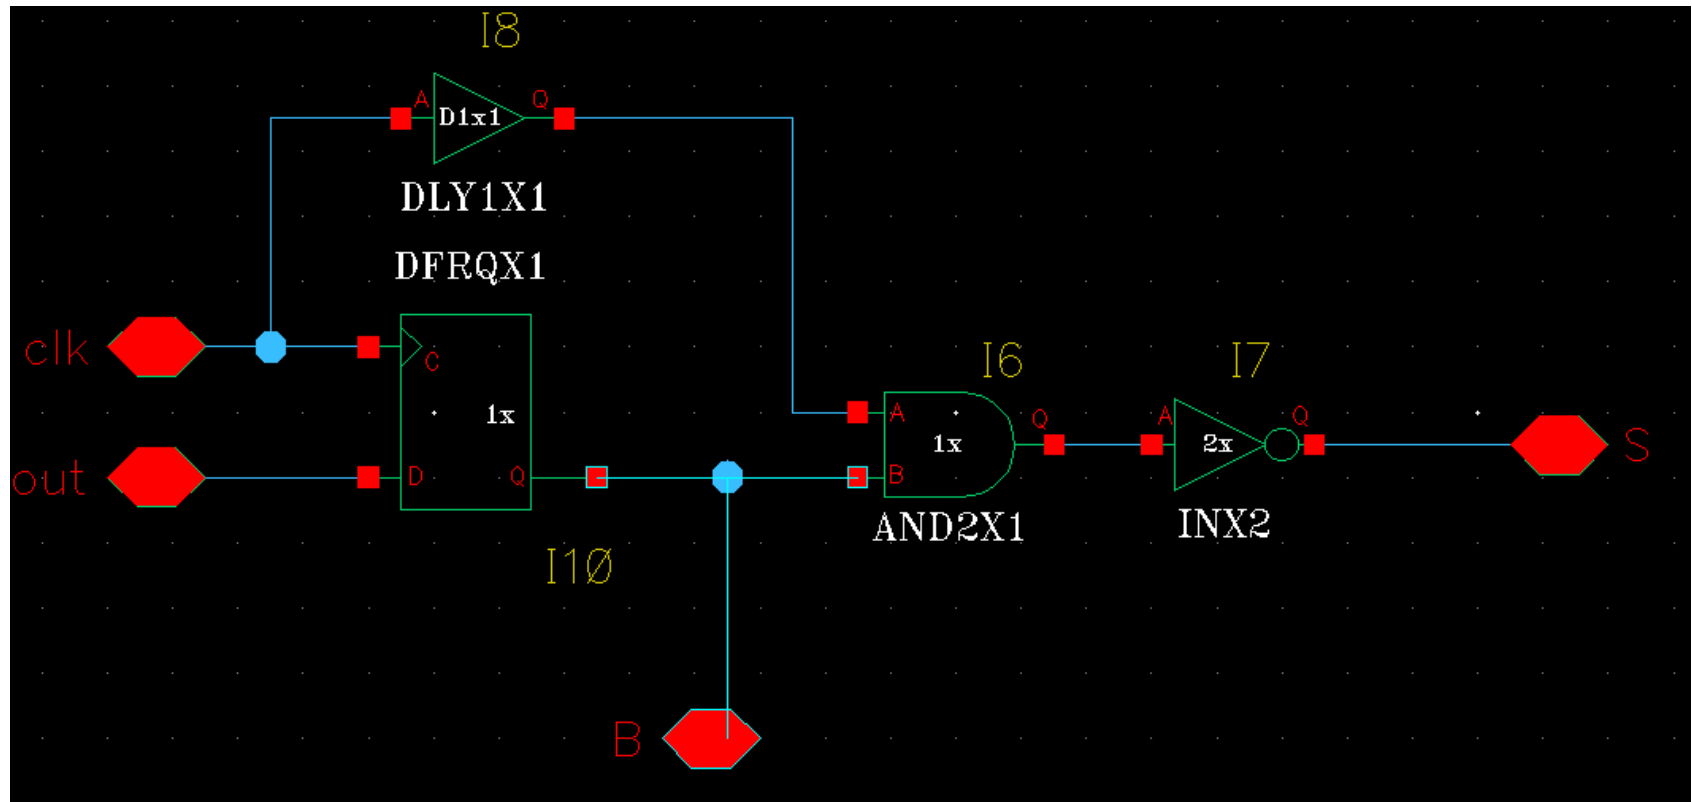 I8
A
D1x1
Q
DLY1X1
DFRQX1
clk
C
1x
out
D
Q
I10
I6
A
1x
B
Q
AND2X1
I7
A
2x
Q
INX2
S
B